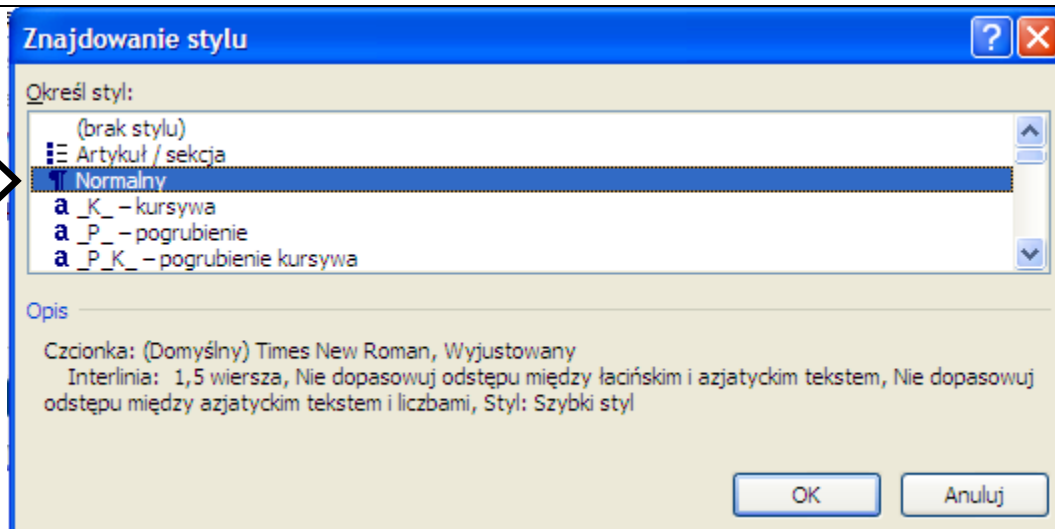 Znajdowanie stylu
Określ styl:
(brak stylu)
Artykuł / sekcja
Normalny
a _K_ – kursywa
a _P_ – pogrubienie
a _P_K_ – pogrubienie kursywa
Opis
Czcionka: (Domyślny) Times New Roman, Wyjustowany
Interlinia: 1,5 wiersza, Nie dopasowuj odstępu między łacińskim i azjatyckim tekstem, Nie dopasowuj
odstępu między azjatyckim tekstem i liczbami, Styl: Szybki styl
OK Anuluj